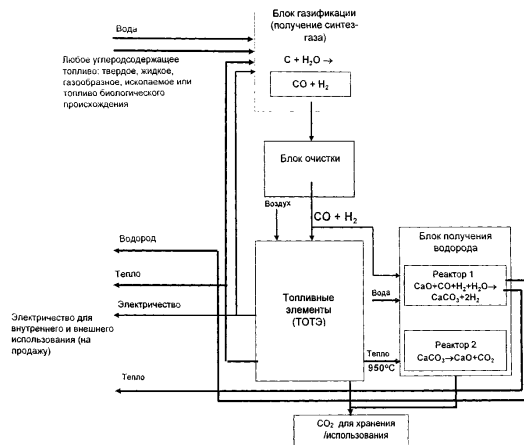 Блок газификации
(получение синтез-
газа)
Вода
Любое углеродсодержащее
топливо: твердое, жидкое,
газообразное, ископаемое или
топливо биологического
происхождения
C + H₂O →
CO + H₂
Блок очистки
Воздух
CO + H₂
Водород
Блок получения
водорода
Тепло
Реактор 1
CaO+CO+H₂+H₂O→
CaCO₃+2H₂
Вода
Электричество
Топливные
элементы
(ТОТЭ)
Электричество для
внутреннего и внешнего
использования (на
продажу)
Реактор 2
CaCO₃→CaO+CO₂
Тепло
950°C
Тепло
CO₂ для хранения
/использования